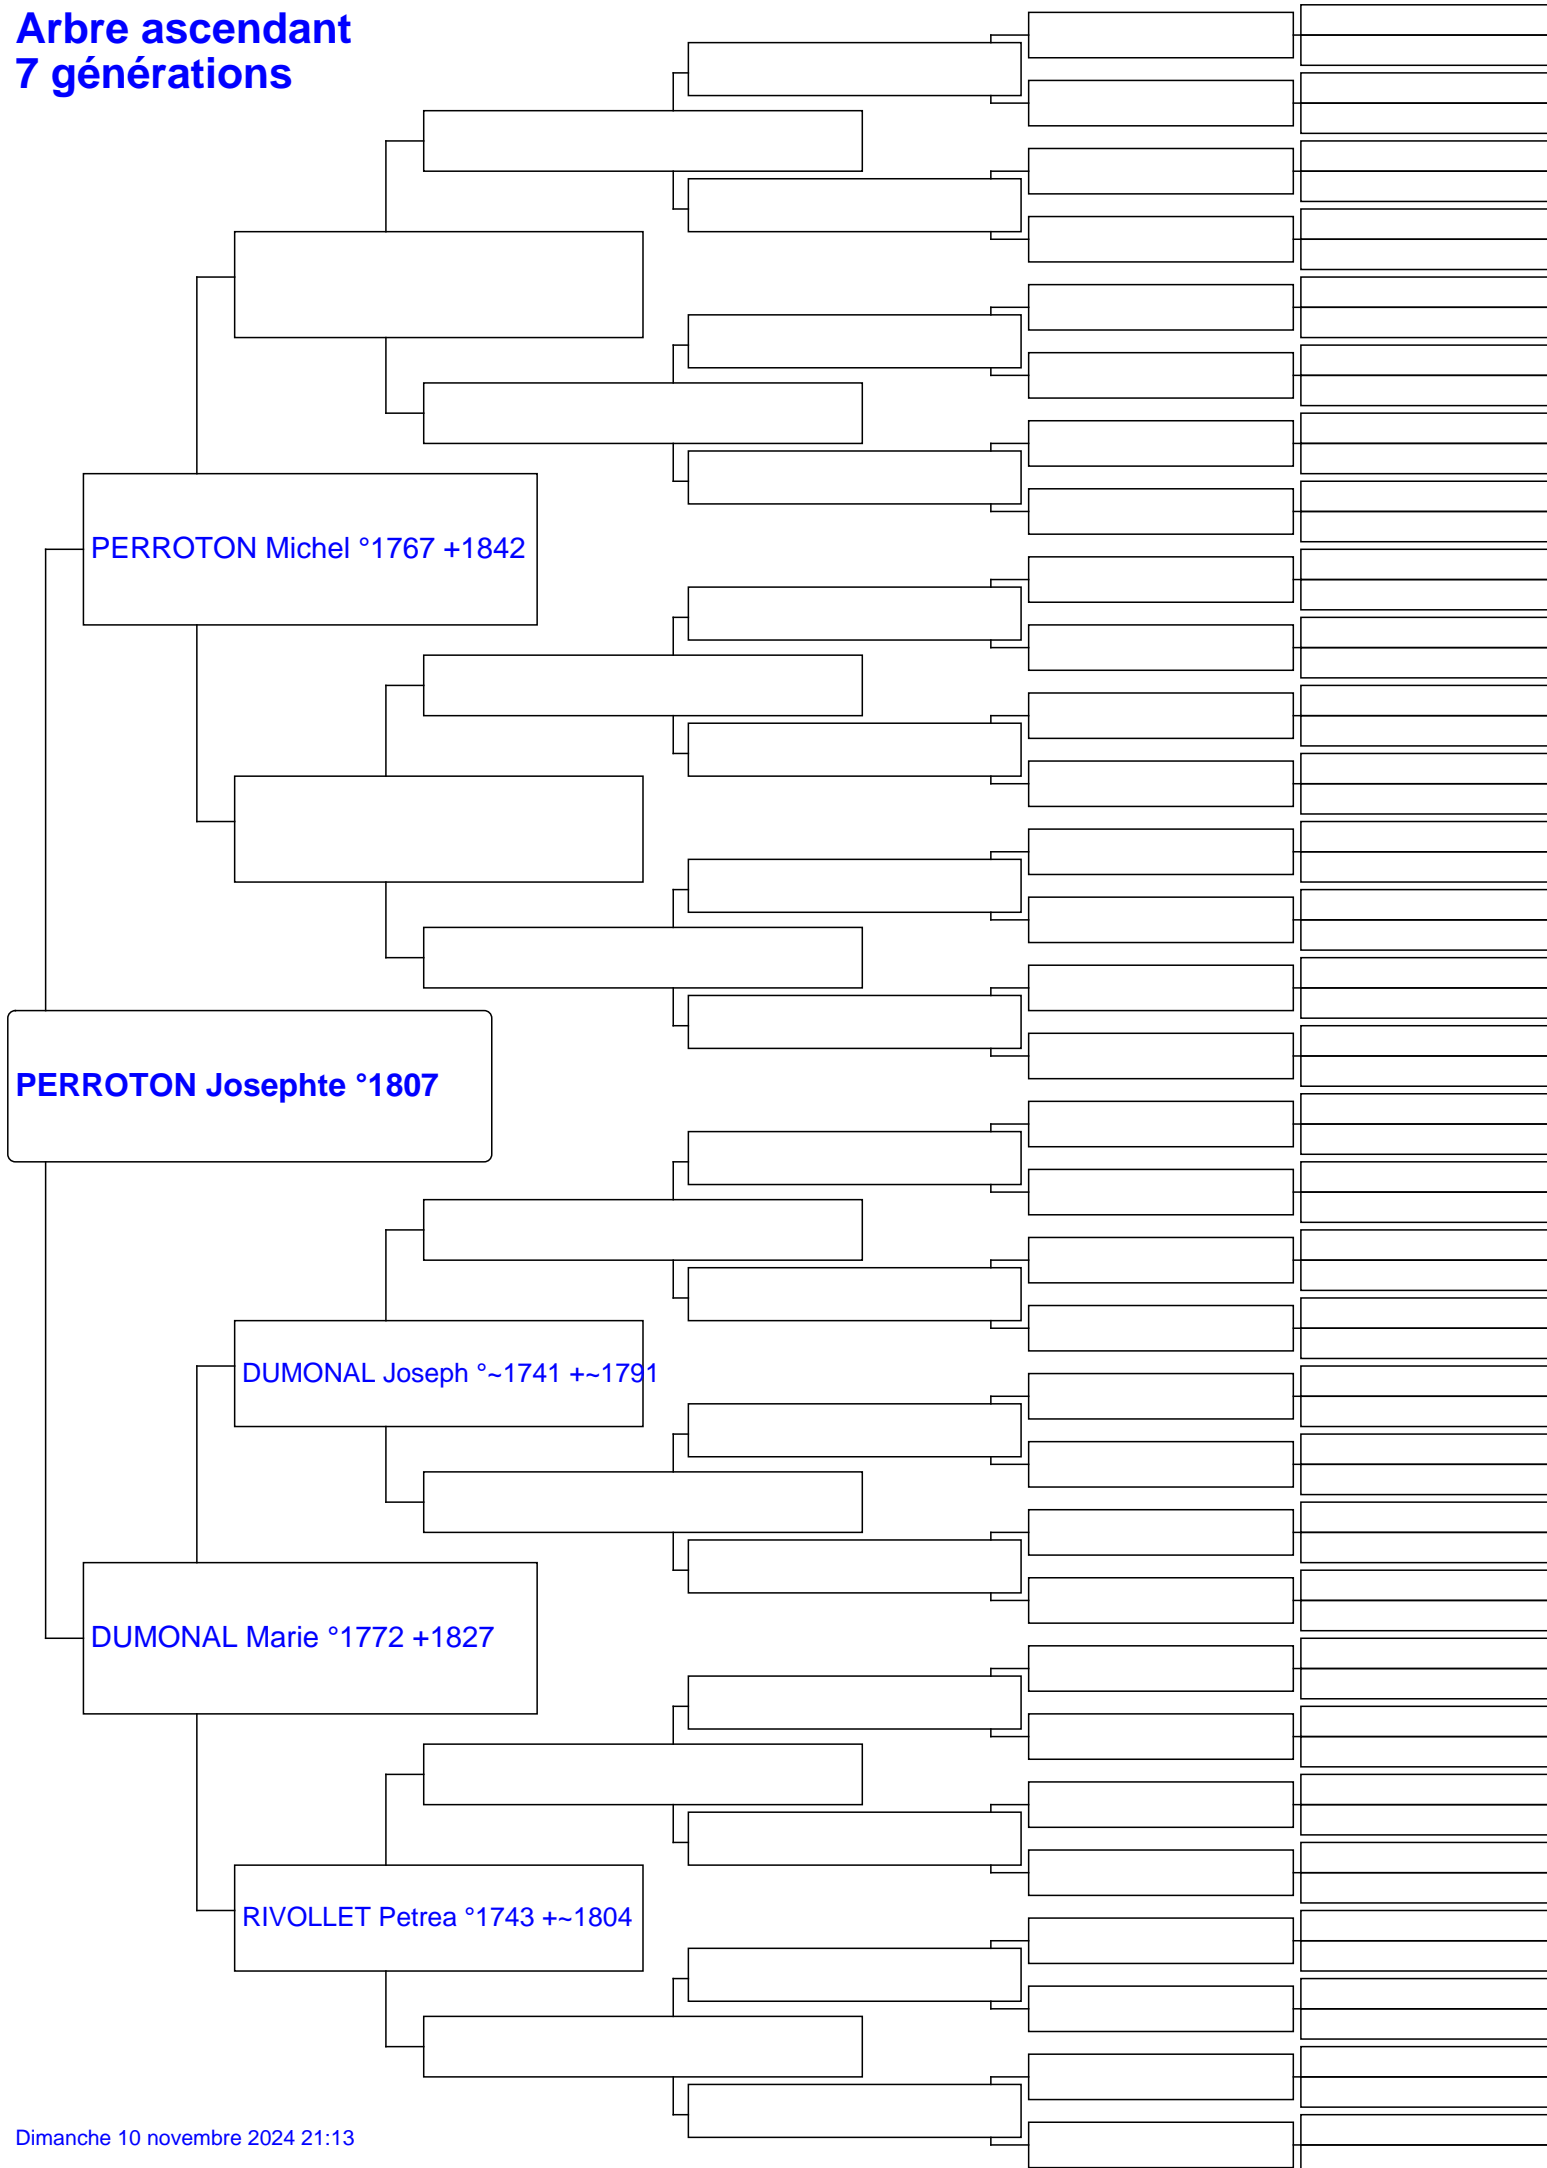 Arbre ascendant
7 générations
PERROTON Michel °1767 +1842
PERROTON Josephte °1807
DUMONAL Joseph °~1741 +~1791
DUMONAL Marie °1772 +1827
RIVOLLET Petrea °1743 +~1804
Dimanche 10 novembre 2024 21:13